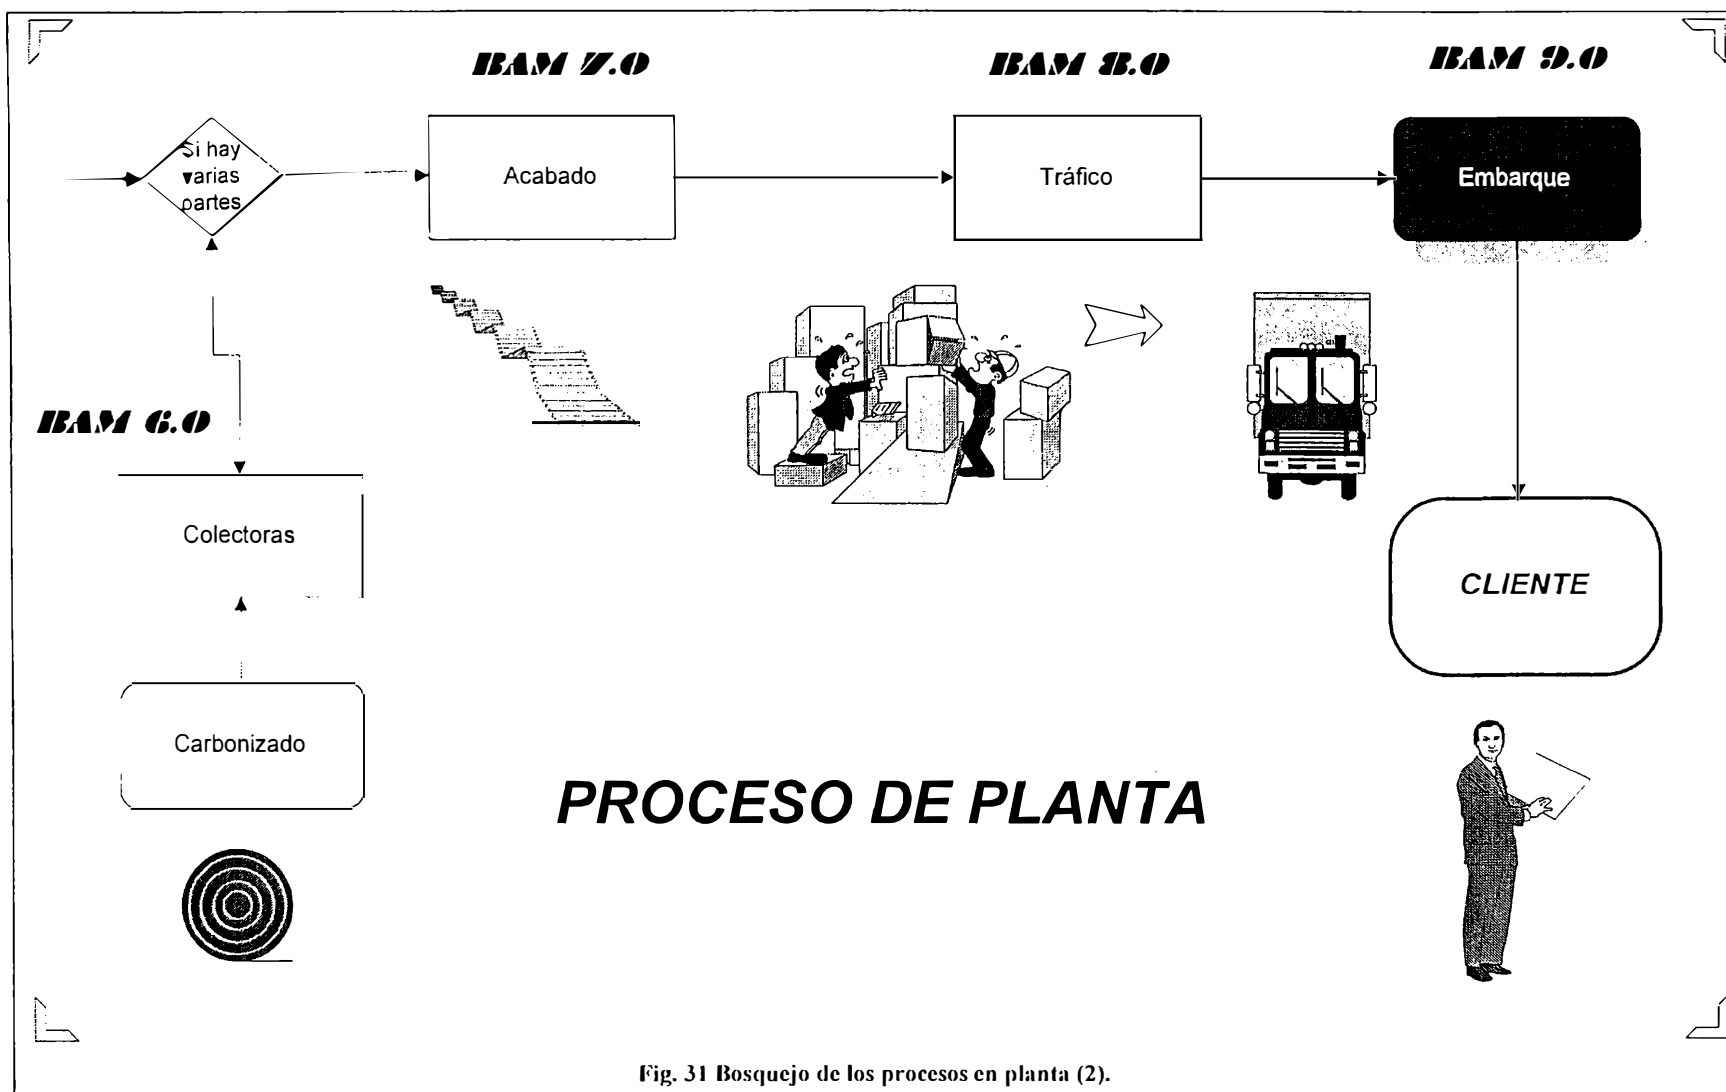 BAM 7.0
BAM 8.0
BAM 9.0
Si hay
varias
partes
Acabado
Tráfico
Embarque
BAM 6.0
Colectoras
CLIENTE
Carbonizado
PROCESO DE PLANTA
Fig. 31 Bosquejo de los procesos en planta (2).